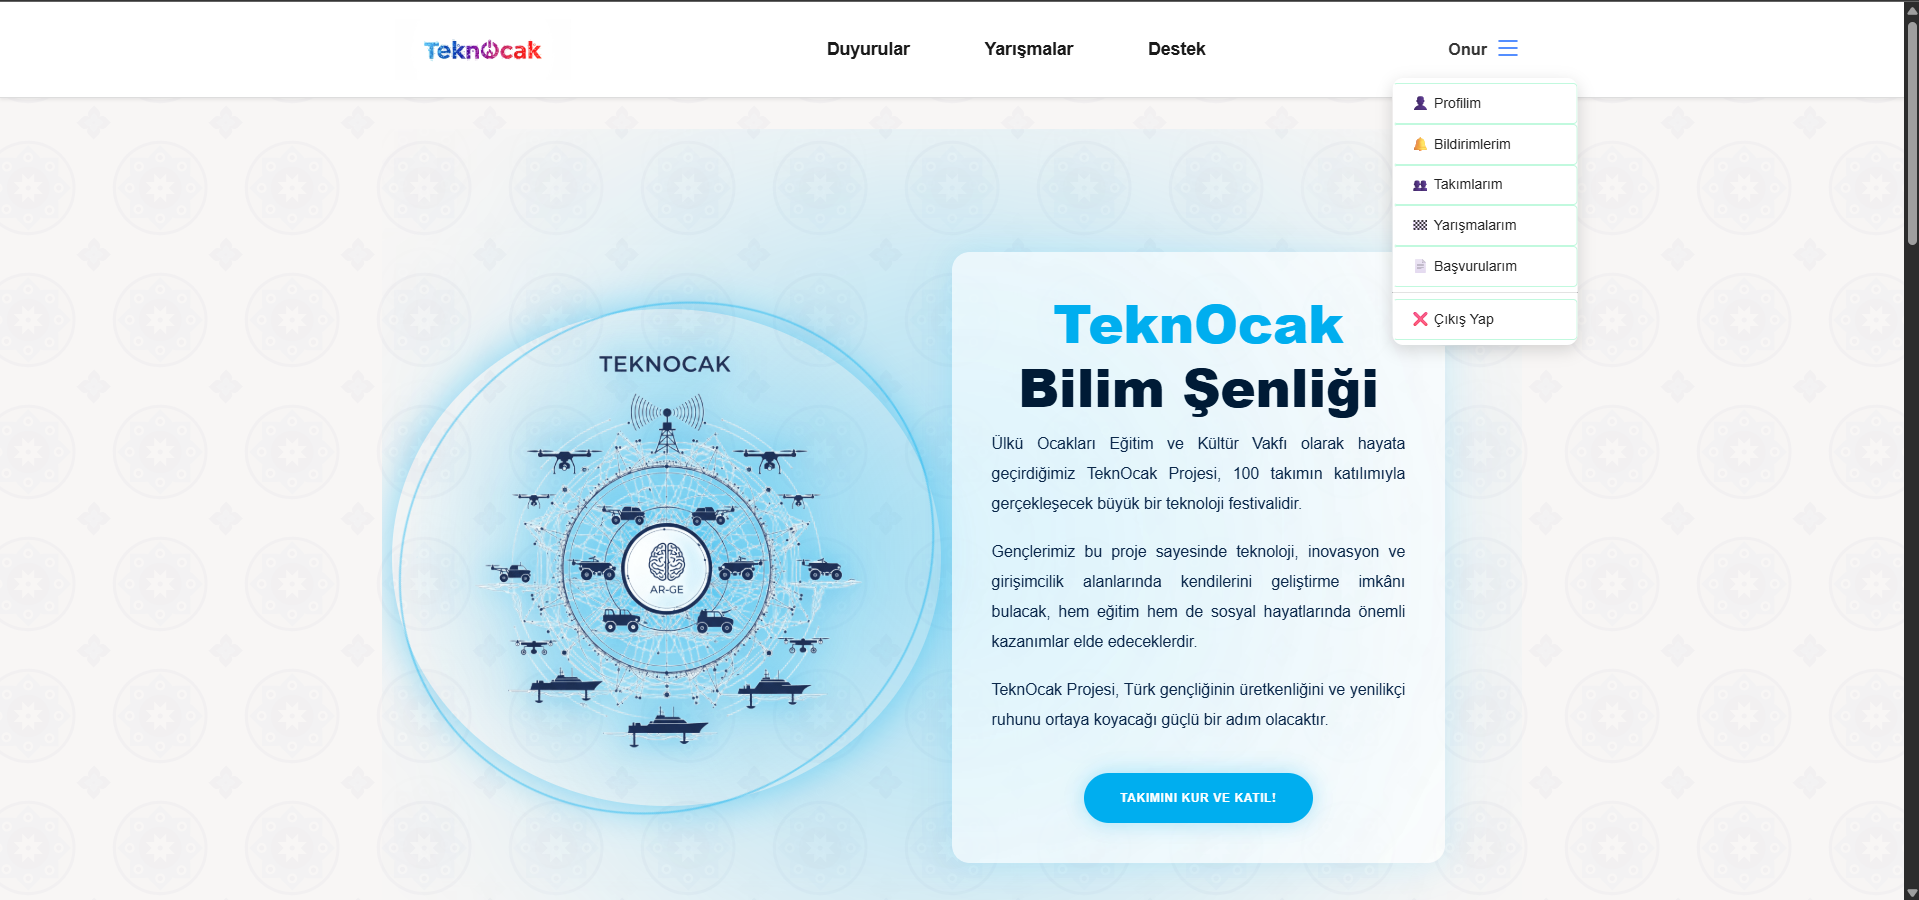 TeknOcak
Duyurular
Yarışmalar
Destek
Onur
Profilim
Bildirimlerim
Takımlarım
Yarışmalarım
Başvurularım
Çıkış Yap
TEKNOCAK
AR-GE
TeknOcak
Bilim Şenliği
Ülkü Ocakları Eğitim ve Kültür Vakfı olarak hayata
geçirdiğimiz TeknOcak Projesi, 100 takımın katılımıyla
gerçekleşecek büyük bir teknoloji festivalidir.
Gençlerimiz bu proje sayesinde teknoloji, inovasyon ve
girişimcilik alanlarında kendilerini geliştirme imkânı
bulacak, hem eğitim hem de sosyal hayatlarında önemli
kazanımlar elde edeceklerdir.
TeknOcak Projesi, Türk gençliğinin üretkenliğini ve yenilikçi
ruhunu ortaya koyacağı güçlü bir adım olacaktır.
TAKIMINI KUR VE KATIL!